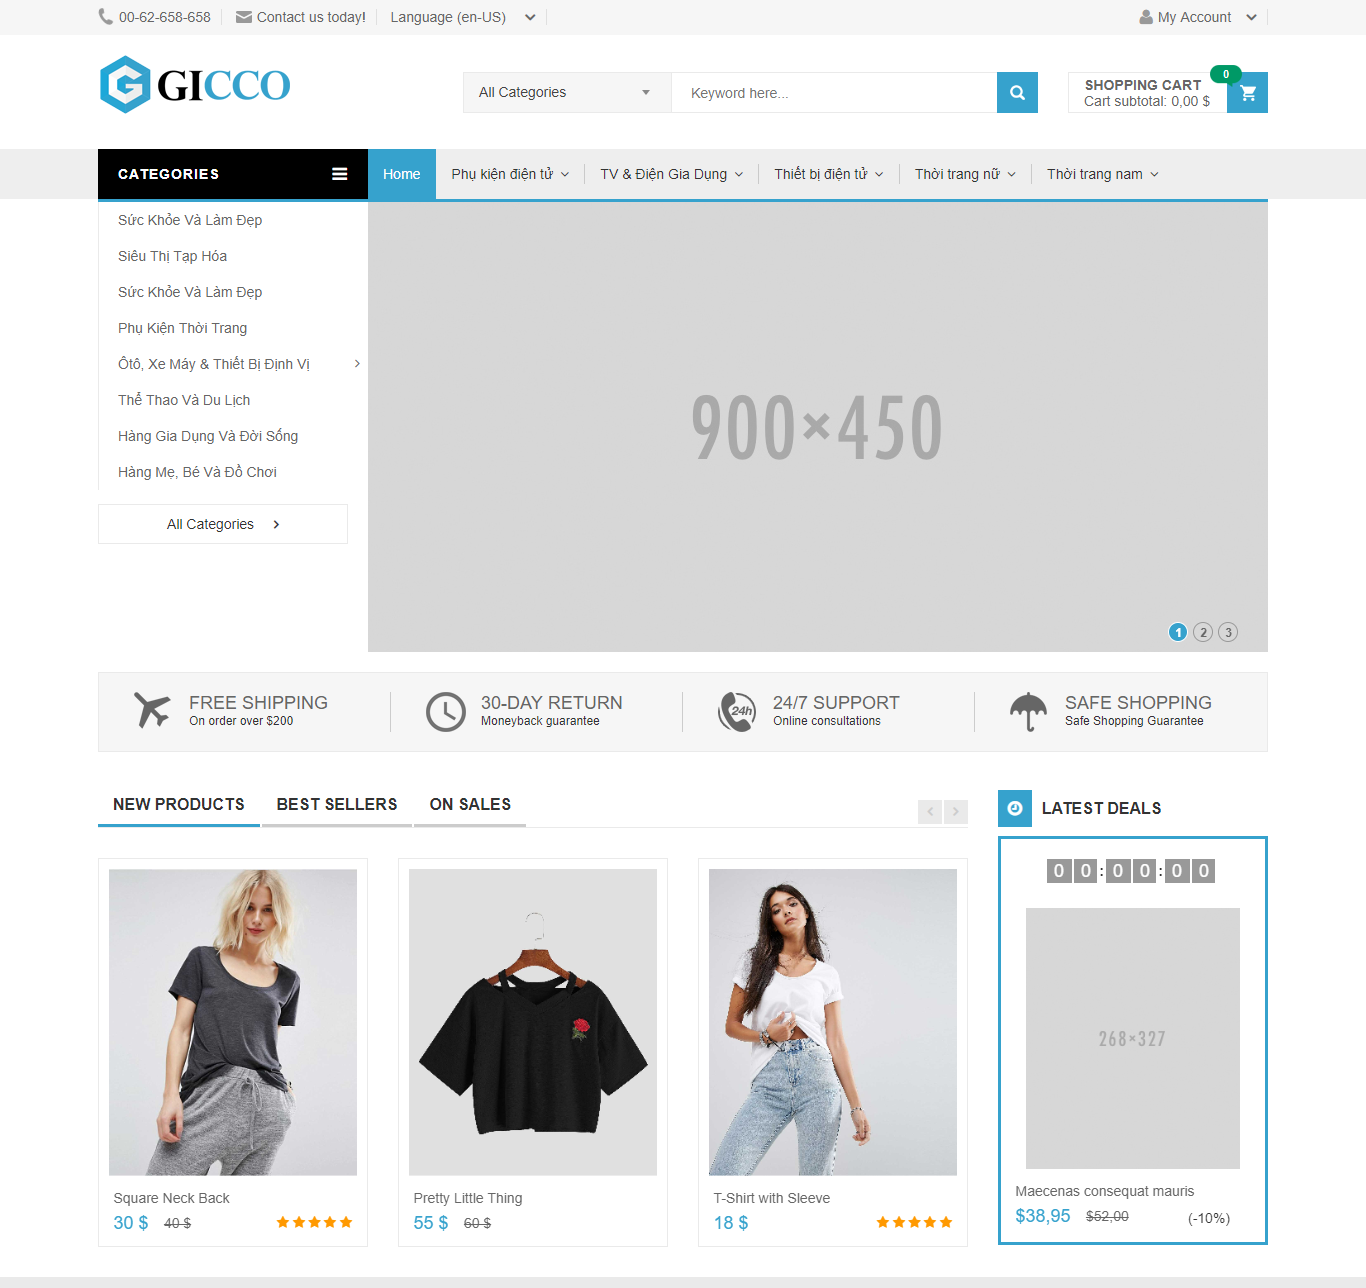 00-62-658-658 Contact us today! Language (en-US) My Account
GICCO
All Categories Keyword here...
0
SHOPPING CART
Cart subtotal: 0,00 $
CATEGORIES Home Phụ kiện điện tử TV & Điện Gia Dụng Thiết bị điện tử Thời trang nữ Thời trang nam
Sức Khỏe Và Làm Đẹp
Siêu Thị Tạp Hóa
Sức Khỏe Và Làm Đẹp
Phụ Kiện Thời Trang
Ôtô, Xe Máy & Thiết Bị Định Vị
Thể Thao Và Du Lịch
Hàng Gia Dụng Và Đời Sống
Hàng Mẹ, Bé Và Đồ Chơi
All Categories
900×450
1 2 3
FREE SHIPPING
On order over $200
30-DAY RETURN
Moneyback guarantee
24h
24/7 SUPPORT
Online consultations
SAFE SHOPPING
Safe Shopping Guarantee
NEW PRODUCTS BEST SELLERS ON SALES
Square Neck Back
30 $ 40 $
Pretty Little Thing
55 $ 60 $
T-Shirt with Sleeve
18 $
LATEST DEALS
00:00:00
268×327
Maecenas consequat mauris
$38,95 $52,00 (-10%)